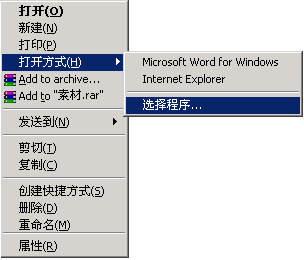 打开(O)
新建(N)
打印(P)
打开方式(H)
Add to archive...
Add to "素材.rar"
发送到(N)
剪切(T)
复制(C)
创建快捷方式(S)
删除(D)
重命名(M)
属性(R)
Microsoft Word for Windows
Internet Explorer
选择程序...